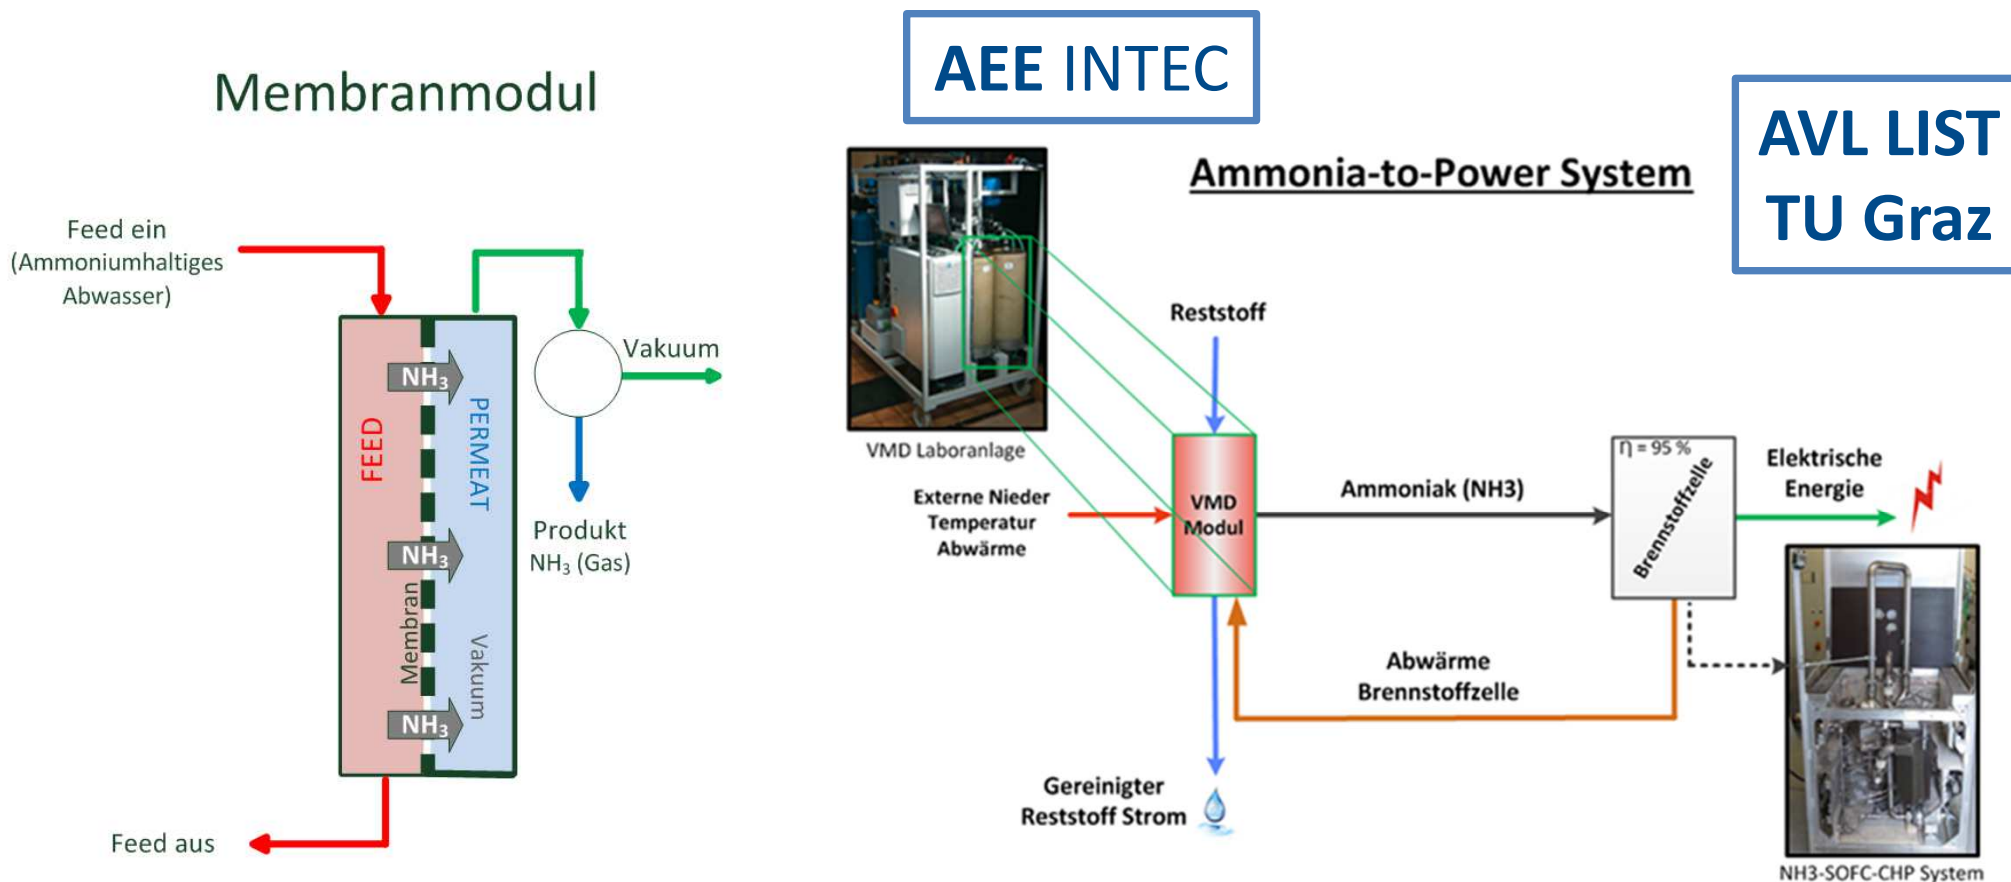 AEE INTEC
Membranmodul
AVL LIST
TU Graz
Ammonia-to-Power System
Feed ein
(Ammoniumhaltiges
Abwasser)
Vakuum
NH3
FEED
PERMEAT
NH3
Membran
Vakuum
NH3
Produkt
NH3 (Gas)
Feed aus
VMD Laboranlage
Reststoff
Externe Nieder
Temperatur
Abwärme
VMD
Modul
Ammoniak (NH3)
η = 95 %
Brennstoffzelle
Elektrische
Energie
Abwärme
Brennstoffzelle
Gereinigter
Reststoff Strom
NH3-SOFC-CHP System